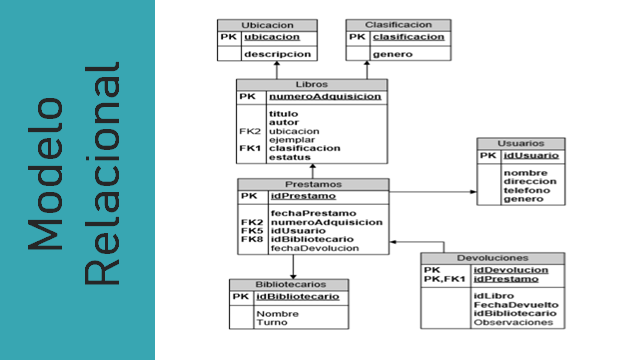 Modelo
Relacional
Ubicacion
PK ubicacion
descripcion
Clasificacion
PK clasificacion
genero
Libros
PK numeroAdquisicion
titulo
autor
FK2 ubicacion
ejemplar
FK1 clasificacion
estatus
Usuarios
PK idUsuario
nombre
direccion
telefono
genero
Prestamos
PK idPrestamo
fechaPrestamo
FK2 numeroAdquisicion
FK5 idUsuario
FK8 idBibliotecario
fechaDevolucion
Devoluciones
PK idDevolucion
PK,FK1 idPrestamo
idLibro
FechaDevuelto
idBibliotecario
Observaciones
Bibliotecarios
PK idBibliotecario
Nombre
Turno